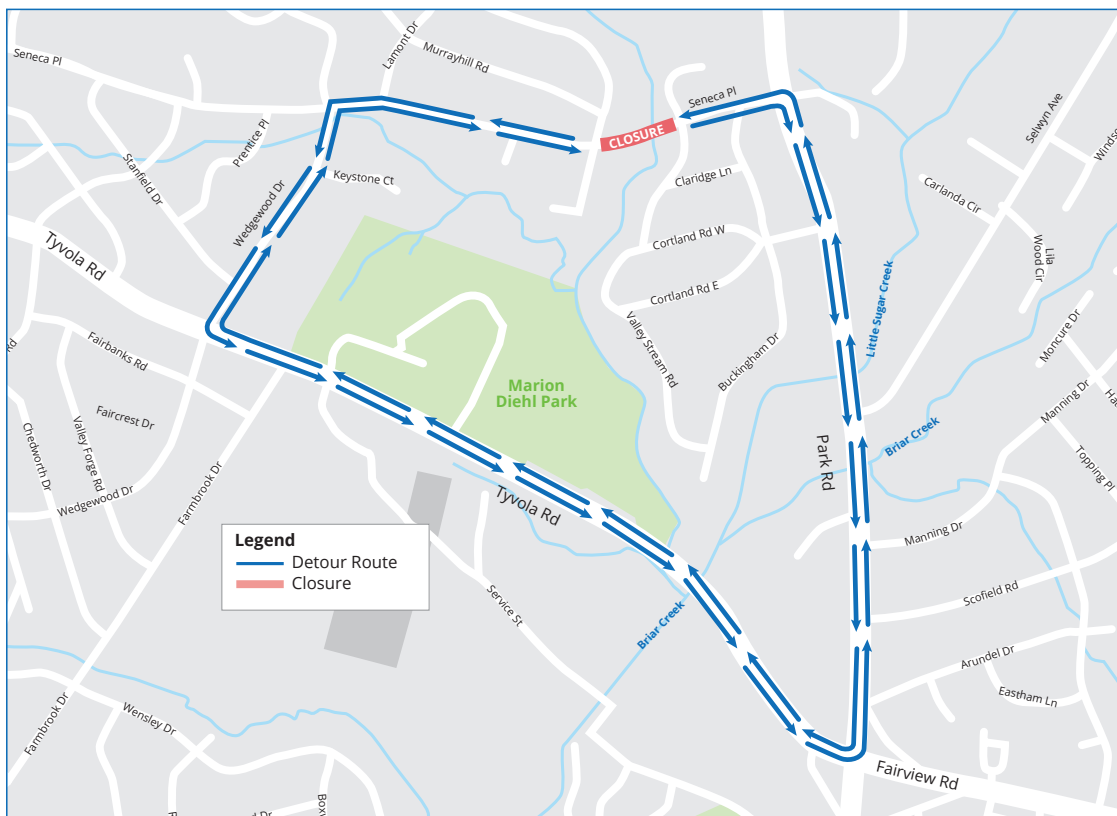 Seneca Pl
Lamont Dr
Murrayhill Rd
Seneca Pl
CLOSURE
Selwyn Ave
Prentice Pl
Stanfield Dr
Keystone Ct
Claridge Ln
Carlanda Cir
Wedgewood Dr
Tyvola Rd
Cortland Rd W
Lila
Wood Cir
Cortland Rd E
Little Sugar Creek
Moncure Dr
Valley Stream Rd
Buckingham Dr
Rd
Fairbanks Rd
Marion
Diehl Park
Manning Dr
Faircrest Dr
Valley Forge Rd
Chedworth Dr
Briar Creek
Park Rd
Topping Pl
Wedgewood Dr
Farmbrook Dr
Tyvola Rd
Manning Dr
Legend
Detour Route
Closure
Service St
Scofield Rd
Briar Creek
Arundel Dr
Eastham Ln
Farmbrook Dr
Wensley Dr
Fairview Rd